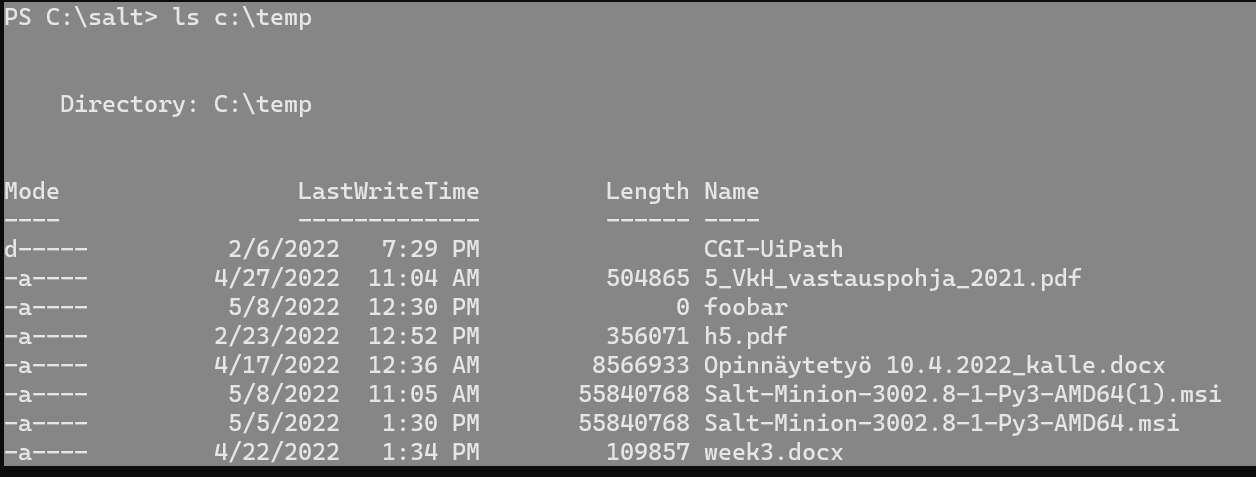 PS C:\salt> ls c:\temp
Directory: C:\temp
Mode LastWriteTime Length Name
---- ------------- ------ ----
d----- 2/6/2022 7:29 PM CGI-UiPath
-a---- 4/27/2022 11:04 AM 504865 5_VkH_vastauspohja_2021.pdf
-a---- 5/8/2022 12:30 PM 0 foobar
-a---- 2/23/2022 12:52 PM 356071 h5.pdf
-a---- 4/17/2022 12:36 AM 8566933 Opinnäytetyö 10.4.2022_kalle.docx
-a---- 5/8/2022 11:05 AM 55840768 Salt-Minion-3002.8-1-Py3-AMD64(1).msi
-a---- 5/5/2022 1:30 PM 55840768 Salt-Minion-3002.8-1-Py3-AMD64.msi
-a---- 4/22/2022 1:34 PM 109857 week3.docx